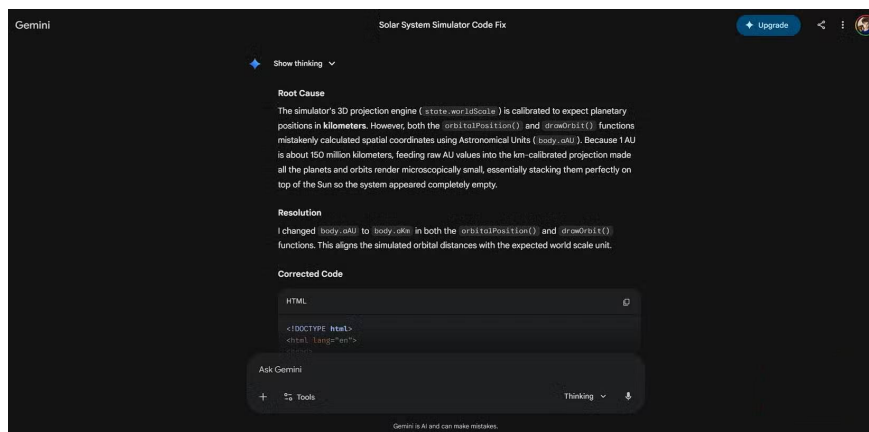 Gemini
Solar System Simulator Code Fix
Upgrade
Show thinking
Root Cause
The simulator's 3D projection engine ( state.worldScale ) is calibrated to expect planetary
positions in kilometers. However, both the orbitalPosition() and drawOrbit() functions
mistakenly calculated spatial coordinates using Astronomical Units ( body.aAU ). Because 1 AU
is about 150 million kilometers, feeding raw AU values into the km-calibrated projection made
all the planets and orbits render microscopically small, essentially stacking them perfectly on
top of the Sun so the system appeared completely empty.
Resolution
I changed body.aAU to body.aKm in both the orbitalPosition() and drawOrbit()
functions. This aligns the simulated orbital distances with the expected world scale unit.
Corrected Code
HTML
<!DOCTYPE html>
<html lang="en">
Ask Gemini
Tools
Thinking
Gemini is AI and can make mistakes.